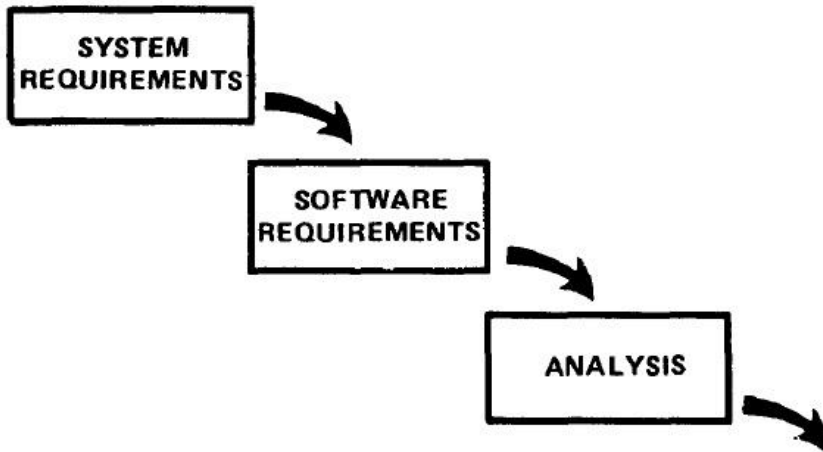 SYSTEM
REQUIREMENTS
SOFTWARE
REQUIREMENTS
ANALYSIS